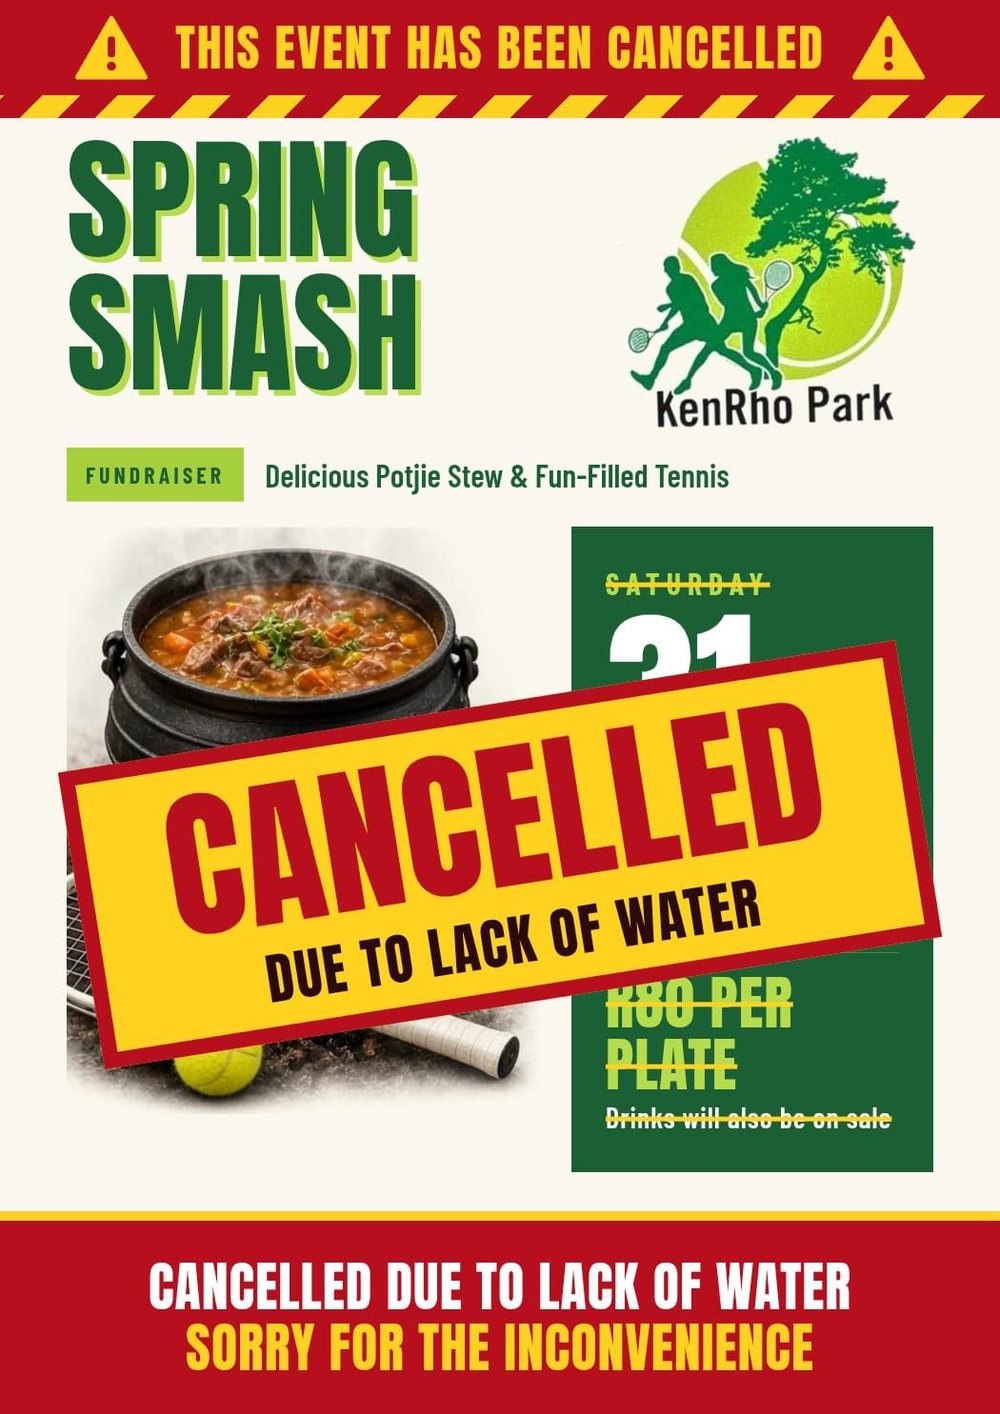 THIS EVENT HAS BEEN CANCELLED
SPRING
SMASH
KenRho Park
FUNDRAISER
Delicious Potjie Stew & Fun-Filled Tennis
SATURDAY
CANCELLED
DUE TO LACK OF WATER
R80 PER
PLATE
Drinks will also be on sale
CANCELLED DUE TO LACK OF WATER
SORRY FOR THE INCONVENIENCE